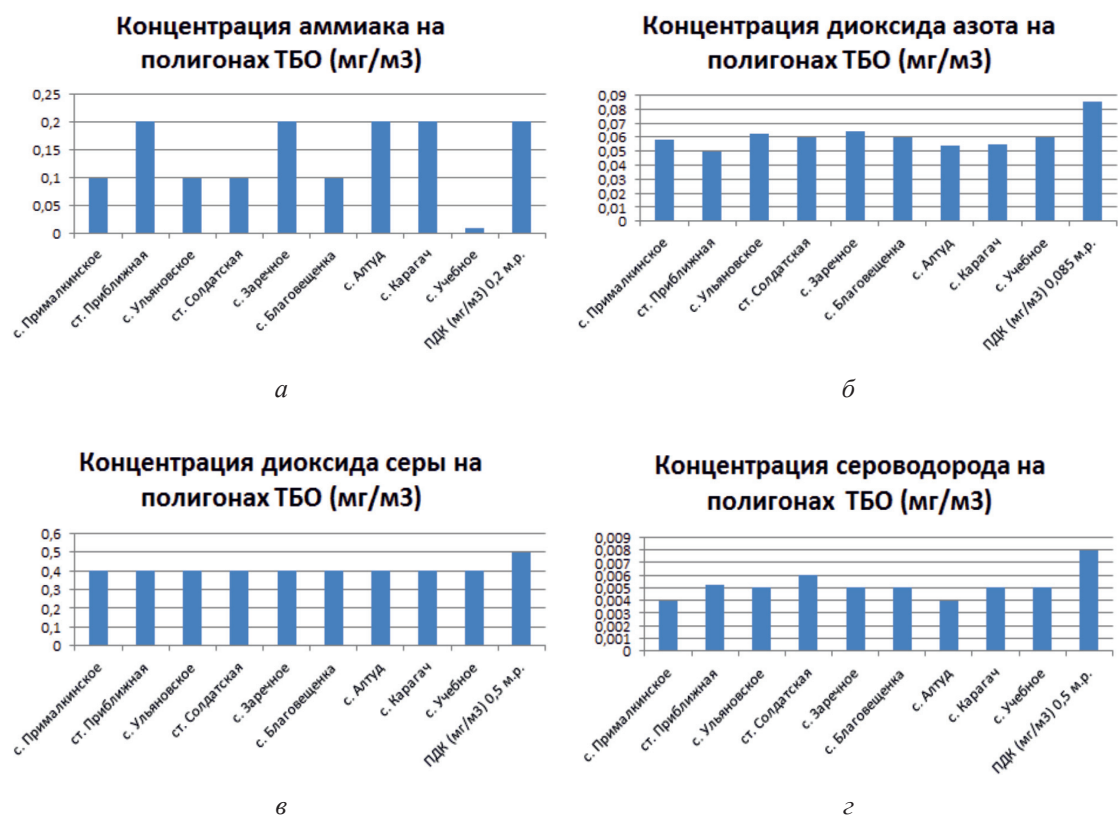 Концентрация аммиака на
полигонах ТБО (мг/м3)
0,25
0,2
0,15
0,1
0,05
0
с. Прималкинское
ст. Приближная
с. Ульяновское
ст. Солдатская
с. Заречное
с. Благовещенка
с. Алтуд
с. Карагач
с. Учебное
ПДК (мг/м3) 0,2 м.р.
а
Концентрация диоксида азота на
полигонах ТБО (мг/м3)
0,09
0,08
0,07
0,06
0,05
0,04
0,03
0,02
0,01
0
с. Прималкинское
ст. Приближная
с. Ульяновское
ст. Солдатская
с. Заречное
с. Благовещенка
с. Алтуд
с. Карагач
с. Учебное
ПДК (мг/м3) 0,085 м.р.
б
Концентрация диоксида серы на
полигонах ТБО (мг/м3)
0,6
0,5
0,4
0,3
0,2
0,1
0
с. Прималкинское
ст. Приближная
с. Ульяновское
ст. Солдатская
с. Заречное
с. Благовещенка
с. Алтуд
с. Карагач
с. Учебное
ПДК (мг/м3) 0,5 м.р.
в
Концентрация сероводорода на
полигонах ТБО (мг/м3)
0,009
0,008
0,007
0,006
0,005
0,004
0,003
0,002
0,001
0
с. Прималкинское
ст. Приближная
с. Ульяновское
ст. Солдатская
с. Заречное
с. Благовещенка
с. Алтуд
с. Карагач
с. Учебное
ПДК (мг/м3) 0,5 м.р.
г